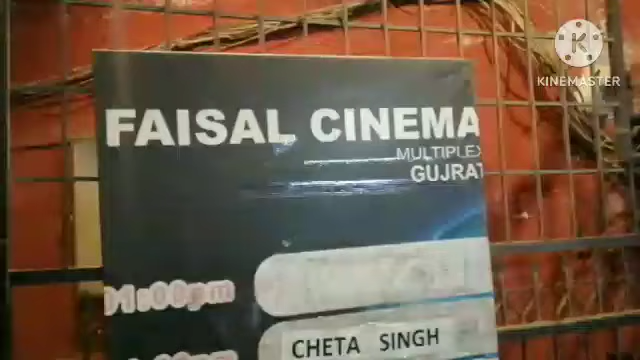 KINEMASTER
FAISAL CINEMA
MULTIPLEX
GUJRAT
01:00pm
CHETA SINGH